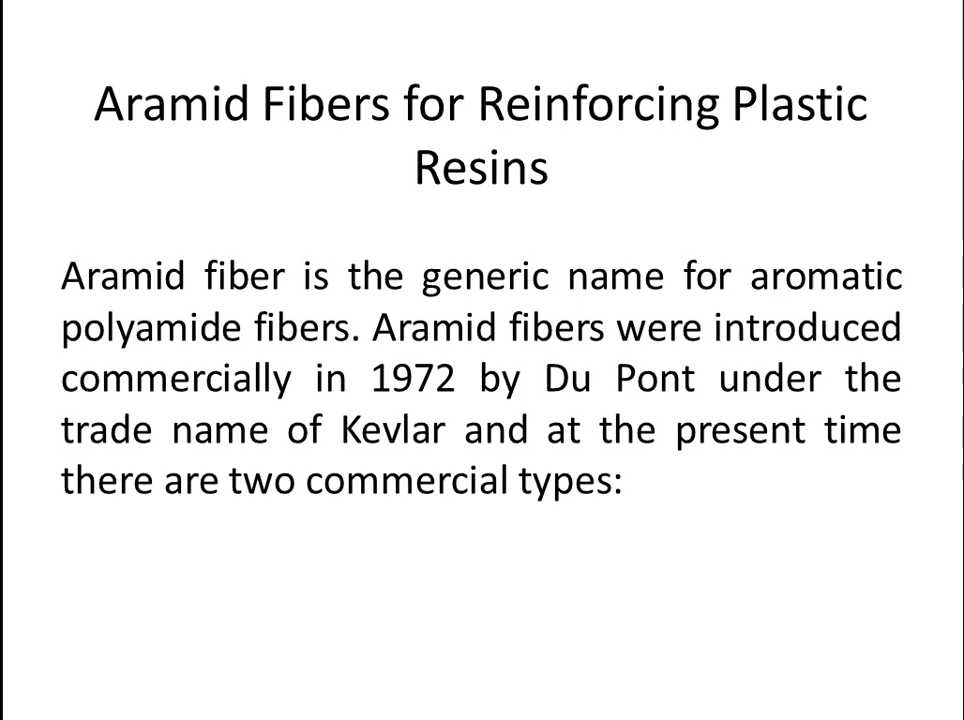 Aramid Fibers for Reinforcing Plastic
Resins
Aramid fiber is the generic name for aromatic
polyamide fibers. Aramid fibers were introduced
commercially in 1972 by Du Pont under the
trade name of Kevlar and at the present time
there are two commercial types: